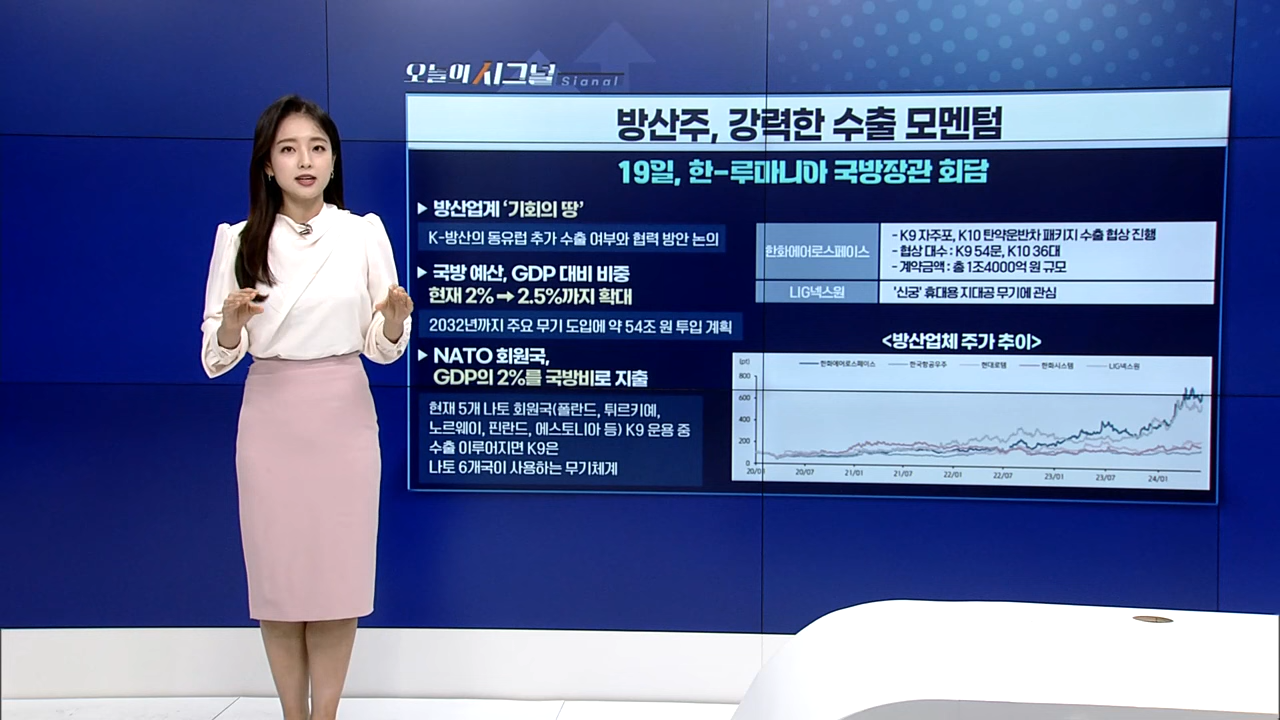 오늘의 시그널
Signal
방산주, 강력한 수출 모멘텀
19일, 한-루마니아 국방장관 회담
▶ 방산업계 '기회의 땅'
K-방산의 동유럽 추가 수출 여부와 협력 방안 논의
▶ 국방 예산, GDP 대비 비중
현재 2% → 2.5%까지 확대
2032년까지 주요 무기 도입에 약 54조 원 투입 계획
▶ NATO 회원국,
GDP의 2%를 국방비로 지출
현재 5개 나토 회원국(폴란드, 튀르키예,
노르웨이, 핀란드, 에스토니아 등) K9 운용 중
수출 이루어지면 K9은
나토 6개국이 사용하는 무기체계
한화에어로스페이스
- K9 자주포, K10 탄약운반차 패키지 수출 협상 진행
- 협상 대수 : K9 54문, K10 36대
- 계약금액 : 총 1조4000억 원 규모
LIG넥스원
'신궁' 휴대용 지대공 무기에 관심
<방산업체 주가 추이>
(pt)
한화에어로스페이스 한국항공우주 현대로템 한화시스템 LIG넥스원
800
600
400
200
0
20/01 20/07 21/01 21/07 22/01 22/07 23/01 23/07 24/01